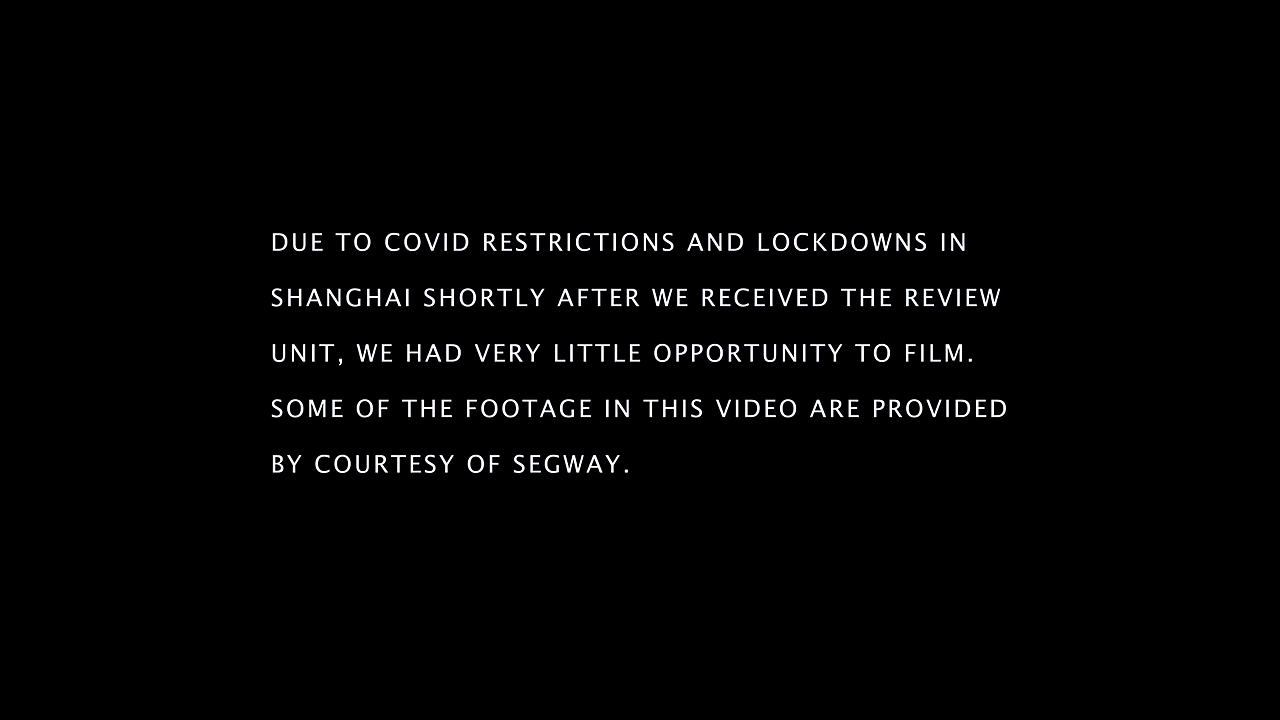 DUE TO COVID RESTRICTIONS AND LOCKDOWNS IN
SHANGHAI SHORTLY AFTER WE RECEIVED THE REVIEW
UNIT, WE HAD VERY LITTLE OPPORTUNITY TO FILM.
SOME OF THE FOOTAGE IN THIS VIDEO ARE PROVIDED
BY COURTESY OF SEGWAY.